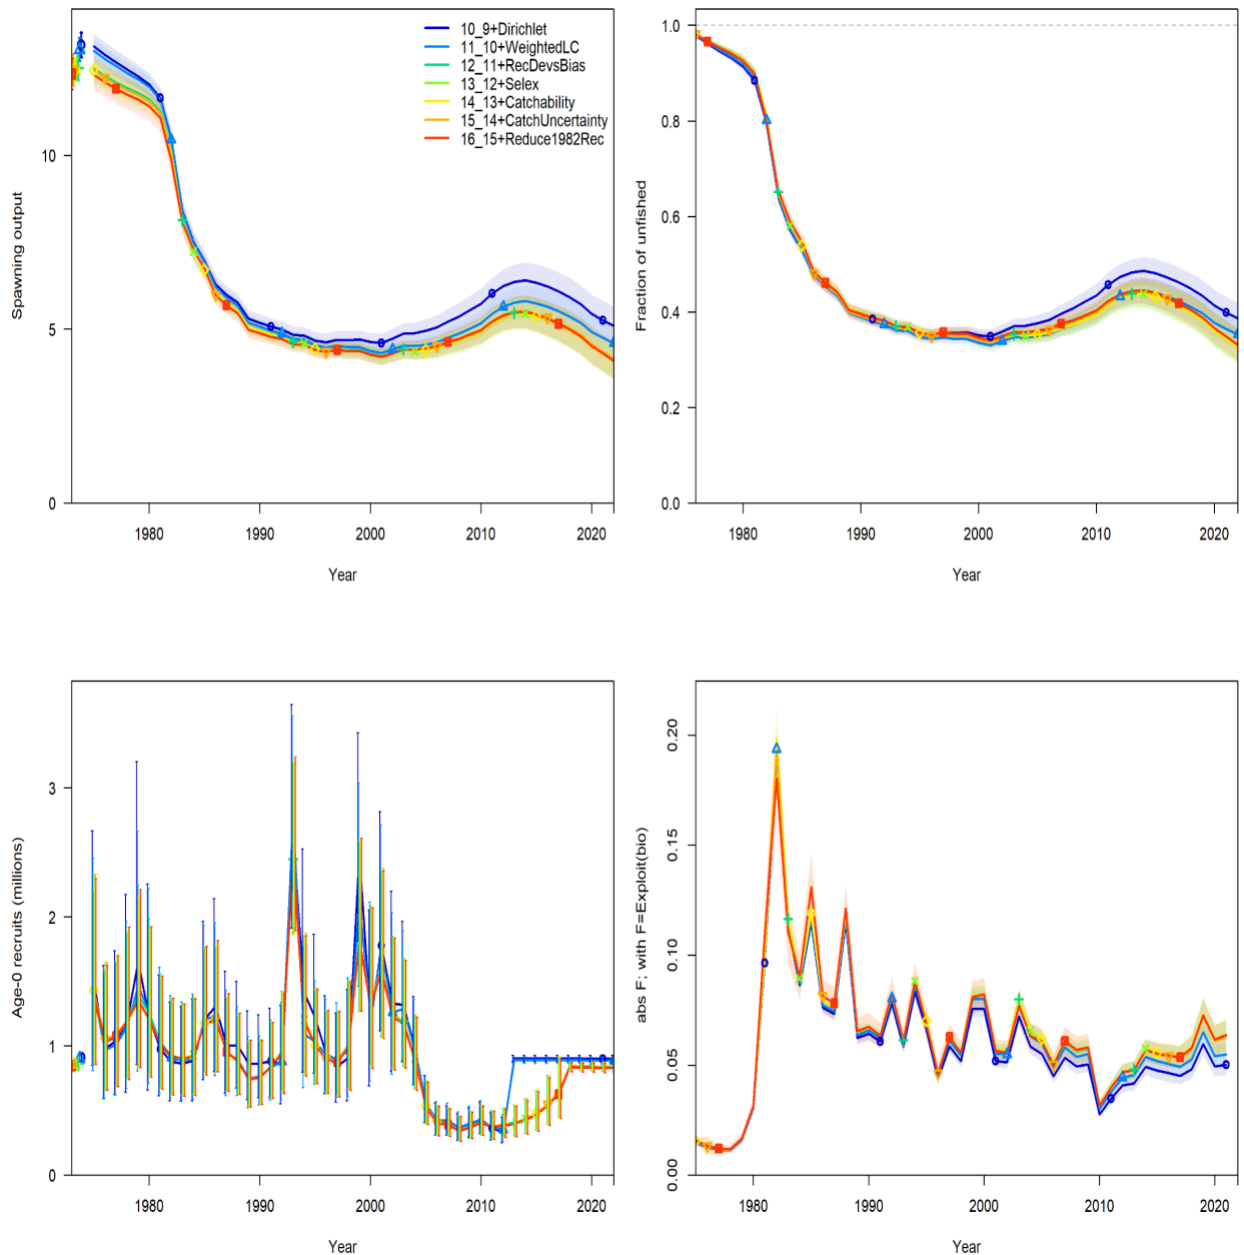 10_9+Dirichlet
11_10+WeightedLC
12_11+RecDevsBias
13_12+Selex
14_13+Catchability
15_14+CatchUncertainty
16_15+Reduce1982Rec
Spawning output
10
5
0
1980 1990 2000 2010 2020
Year
Fraction of unfished
1.0
0.8
0.6
0.4
0.2
0.0
1980 1990 2000 2010 2020
Year
Age-0 recruits (millions)
3
2
1
0
1980 1990 2000 2010 2020
Year
abs F; with F=Exploit(bio)
0.20
0.15
0.10
0.05
0.00
1980 1990 2000 2010 2020
Year